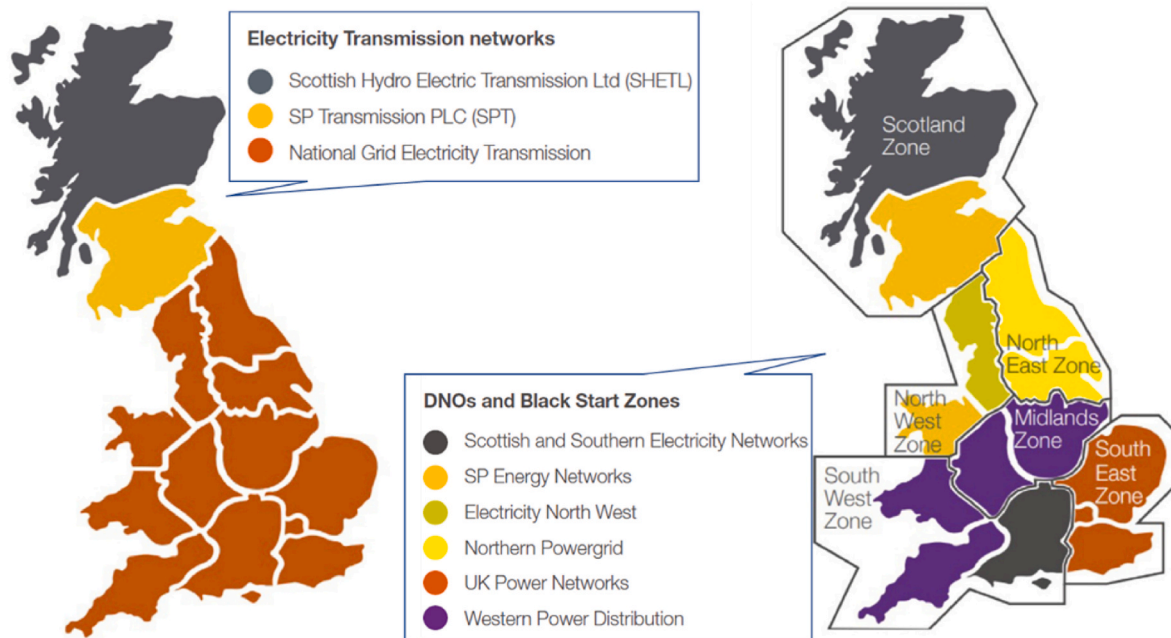 Electricity Transmission networks
Scottish Hydro Electric Transmission Ltd (SHETL)
SP Transmission PLC (SPT)
National Grid Electricity Transmission
DNOs and Black Start Zones
Scottish and Southern Electricity Networks
SP Energy Networks
Electricity North West
Northern Powergrid
UK Power Networks
Western Power Distribution
Scotland
Zone
North
East Zone
North
West
Zone
Midlands
Zone
South
East
Zone
South
West
Zone